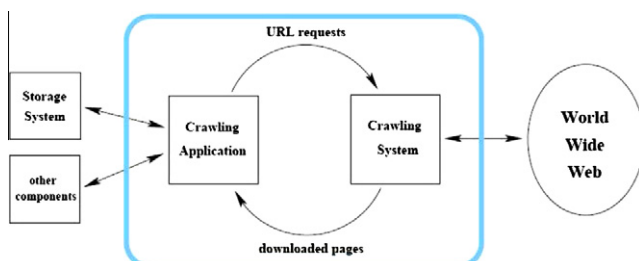 URL requests
Storage
System
Crawling
Application
Crawling
System
World
Wide
Web
other
components
downloaded pages